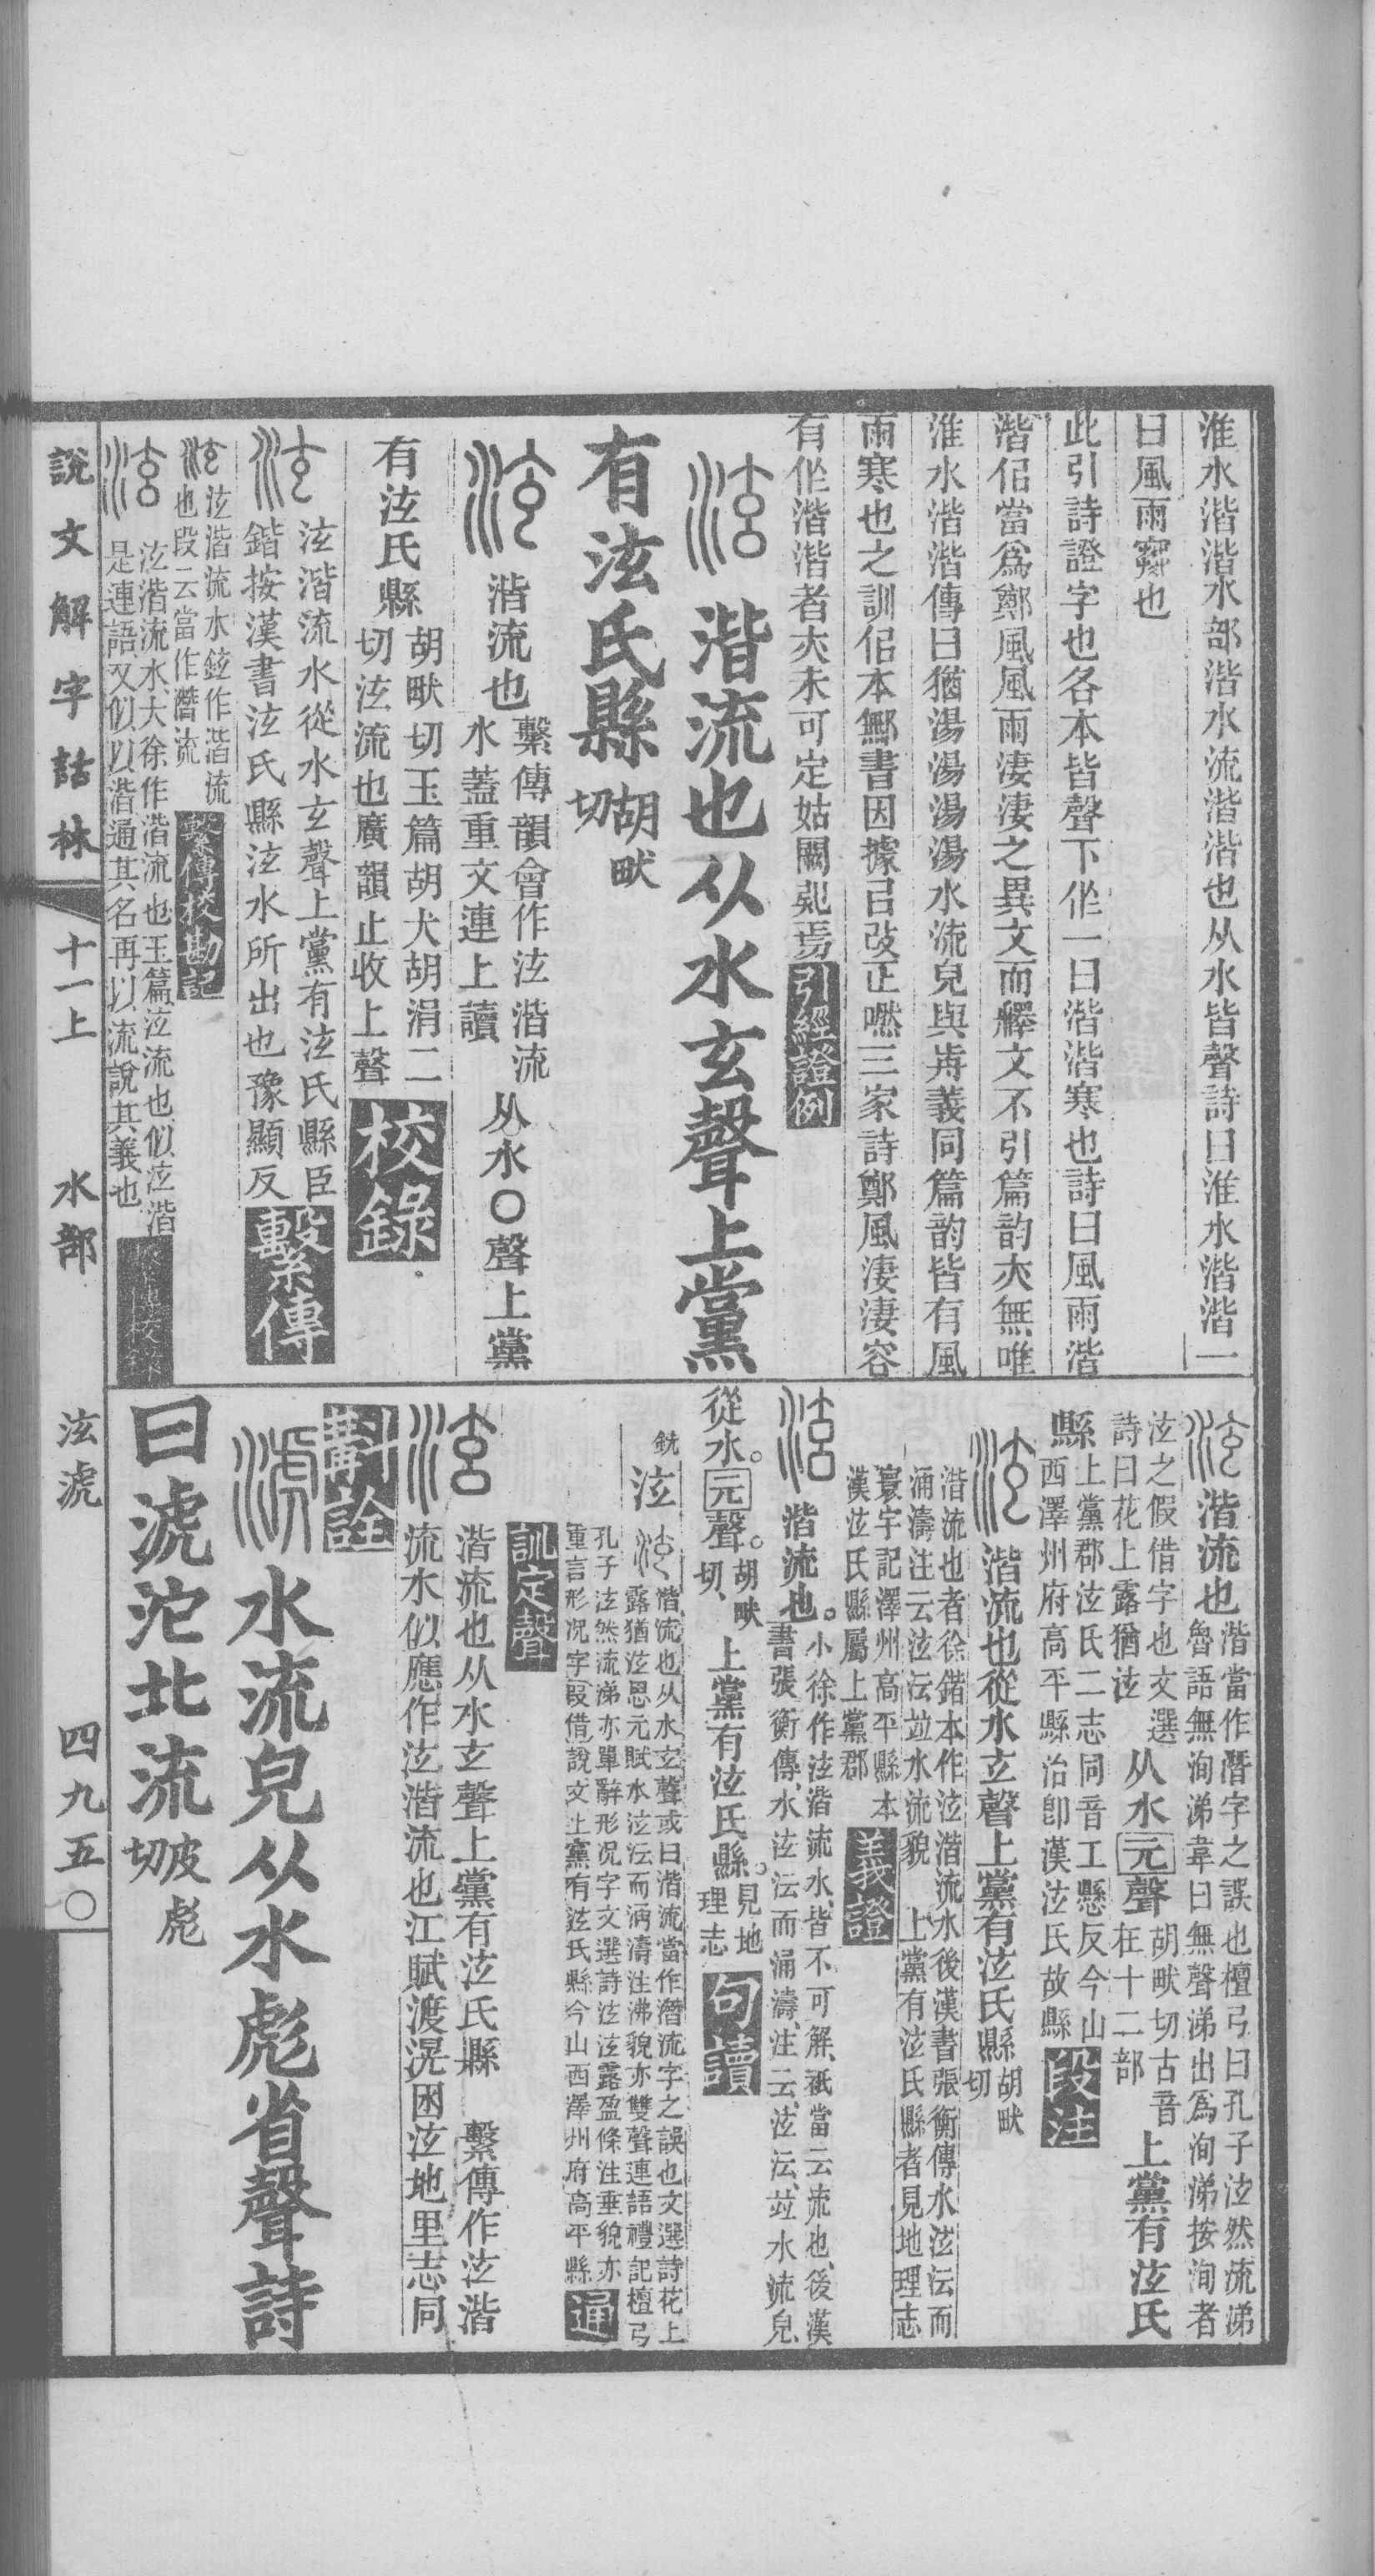 淮水湝湝水部湝水流湝湝也从水皆聲詩曰淮水湝湝一
曰風雨寒也
此引詩證字也各本皆聲下作一曰湝湝寒也詩曰風雨湝
湝侶當爲鄭風風雨淒淒之異文而釋文不引篇韵亦無唯
淮水湝湝傳曰猶湯湯湯湯水流皃與歬義同篇韵皆有風
雨寒也之訓侶本鄦書因據吕改正嘫三家詩鄭風淒淒容
有作湝湝者亦未可定姑闕疑焉引經證例
湝流也从水玄聲上黨
有泫氏縣胡畎
切
湝流也
繫傳韻會作泫湝流
水蓋重文連上讀
从水〇聲上黨
有泫氏縣
胡畎切玉篇胡犬胡涓二
切泫流也廣韻止收上聲
校錄
泫湝流水從水玄聲上黨有泫氏縣臣
鍇按漢書泫氏縣泫水所出也豫顯反
繫傳
泫湝流水鉉作湝流
也段云當作潛流
繫傳校勘記
泫湝流水大徐作湝流也玉篇泫流也似泫湝
是連語又似以湝通其名再以流說其義也
湝流也
湝當作潛字之誤也檀弓曰孔子泫然流涕
魯語無洵涕韋曰無聲涕出爲洵涕按洵者
泫之假借字也文選
詩曰花上露猶泫
从水元聲
胡畎切古音
在十二部
上黨有泫氏
縣
上黨郡泫氏二志同音工懸反今山
西澤州府高平縣治卽漢泫氏故縣
段注
湝流也從水玄聲上黨有泫氏縣
胡畎
切
湝流也者徐鍇本作泫湝流水後漢書張衡傳水泫沄而
涌濤注云泫沄竝水流貌 上黨有泫氏縣者見地理志
寰宇記澤州高平縣本
漢泫氏縣屬上黨郡
義證
湝流也。
小徐作泫湝流水、皆不可解、祇當云流也、後漢
書張衡傳、水泫沄而涌濤、注云、泫沄、竝水流皃、
從水。元聲。
胡畎
切、
上黨有泫氏縣。
見地
理志
句讀
銑 泫
湝流也从水玄聲或曰湝流當作潛流字之誤也文選詩花上
露猶泫思元賦水泫沄而涌濤注沸貌亦雙聲連語禮記檀弓
孔子泫然流涕亦單辭形况字文選詩泫泫露盈條注垂貌亦
重言形况字叚借說文上黨有泫氏縣今山西澤州府高平縣
通
訓定聲
湝流也从水玄聲上黨有泫氏縣 繫傳作泫湝
流水似應作泫湝流也江賦渡滉囦泫地里志同
斠詮
水流皃从水彪省聲詩
曰滮沱北流
皮彪
切
說文解字詁林
十一上 水部
泫滮
四九五〇